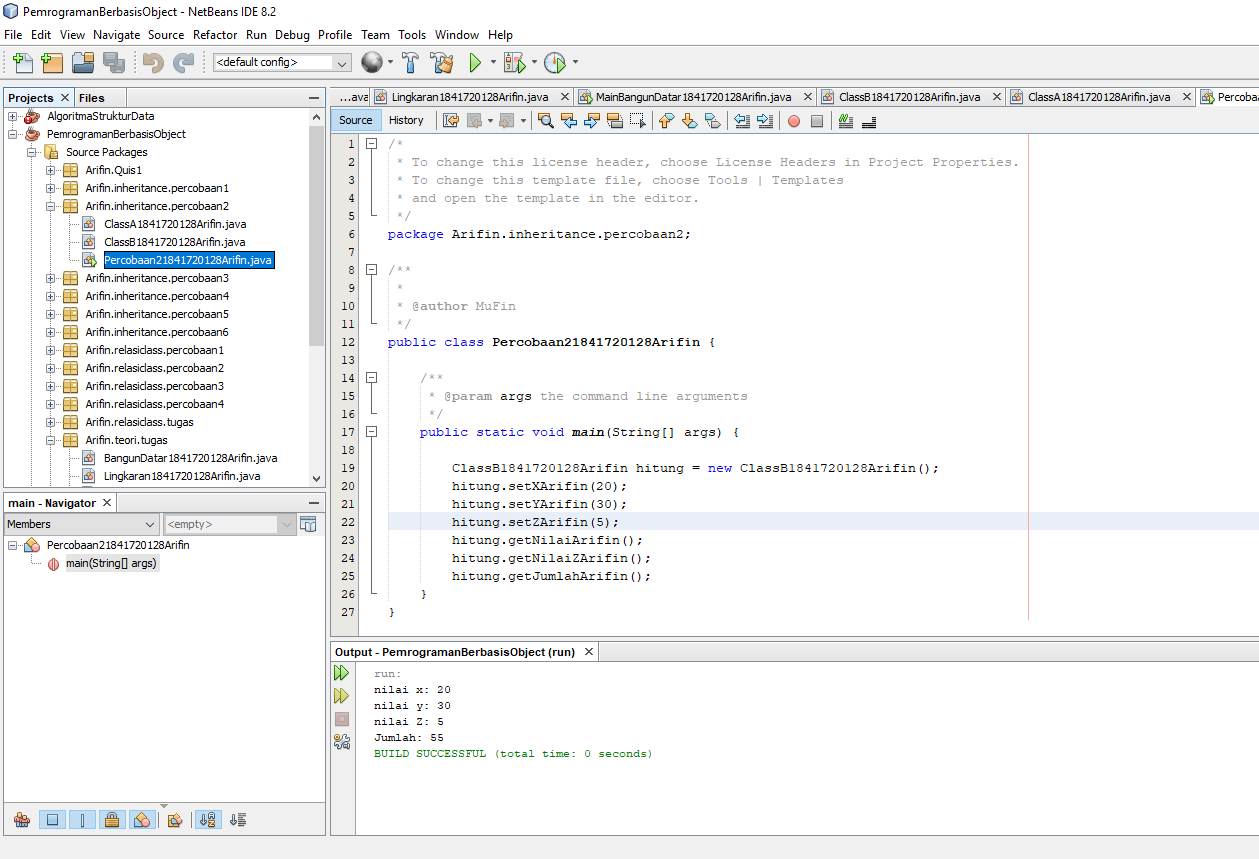 PemrogramanBerbasisObject - NetBeans IDE 8.2
File Edit View Navigate Source Refactor Run Debug Profile Team Tools Window Help
<default config>
Projects Files
AlgoritmaStrukturData
PemrogramanBerbasisObject
Source Packages
Arifin.Quis1
Arifin.inheritance.percobaan1
Arifin.inheritance.percobaan2
ClassA1841720128Arifin.java
ClassB1841720128Arifin.java
Percobaan21841720128Arifin.java
Arifin.inheritance.percobaan3
Arifin.inheritance.percobaan4
Arifin.inheritance.percobaan5
Arifin.inheritance.percobaan6
Arifin.relasiclass.percobaan1
Arifin.relasiclass.percobaan2
Arifin.relasiclass.percobaan3
Arifin.relasiclass.percobaan4
Arifin.relasiclass.tugas
Arifin.teori.tugas
BangunDatar1841720128Arifin.java
Lingkaran1841720128Arifin.java
main - Navigator
Members <empty>
Percobaan21841720128Arifin
main(String[] args)
...ava Lingkaran1841720128Arifin.java MainBangunDatar1841720128Arifin.java ClassB1841720128Arifin.java ClassA1841720128Arifin.java Percoba
Source History
1 /*
2 * To change this license header, choose License Headers in Project Properties.
3 * To change this template file, choose Tools | Templates
4 * and open the template in the editor.
5 */
6 package Arifin.inheritance.percobaan2;
7
8 /**
9 *
10 * @author MuFin
11 */
12 public class Percobaan21841720128Arifin {
13
14 /**
15 * @param args the command line arguments
16 */
17 public static void main(String[] args) {
18
19 ClassB1841720128Arifin hitung = new ClassB1841720128Arifin();
20 hitung.setXArifin(20);
21 hitung.setYArifin(30);
22 hitung.setZArifin(5);
23 hitung.getNilaiArifin();
24 hitung.getNilaiZArifin();
25 hitung.getJumlahArifin();
26 }
27 }
Output - PemrogramanBerbasisObject (run)
run:
nilai x: 20
nilai y: 30
nilai Z: 5
Jumlah: 55
BUILD SUCCESSFUL (total time: 0 seconds)